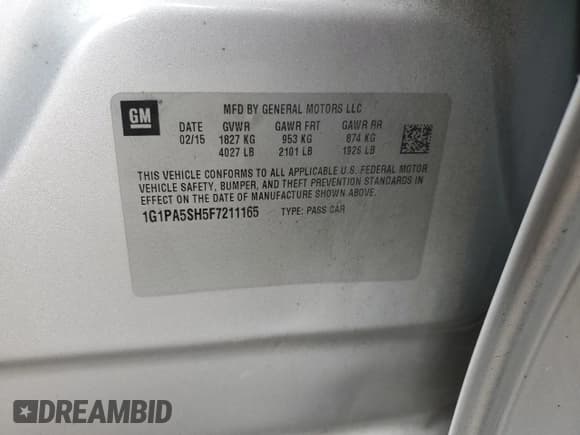 GM
MFD BY GENERAL MOTORS LLC
DATE GVWR GAWR FRT GAWR RR
02/15 1827 KG 953 KG 874 KG
4027 LB 2101 LB 1926 LB
THIS VEHICLE CONFORMS TO ALL APPLICABLE U.S. FEDERAL MOTOR
VEHICLE SAFETY, BUMPER, AND THEFT PREVENTION STANDARDS IN
EFFECT ON THE DATE OF MANUFACTURE SHOWN ABOVE.
1G1PA5SH5F7211165 TYPE: PASS CAR
DREAMBID